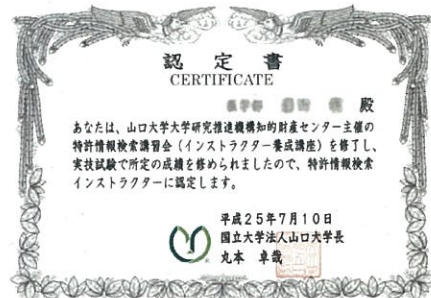 認定書
CERTIFICATE
殿
あなたは、山口大学大学研究推進機構知的財産センター主催の
特許情報検索講習会（インストラクター養成講座）を修了し、
実技試験で所定の成績を修められましたので、特許情報検索
インストラクターに認定します。
平成25年7月10日
国立大学法人山口大学長
丸本 卓哉